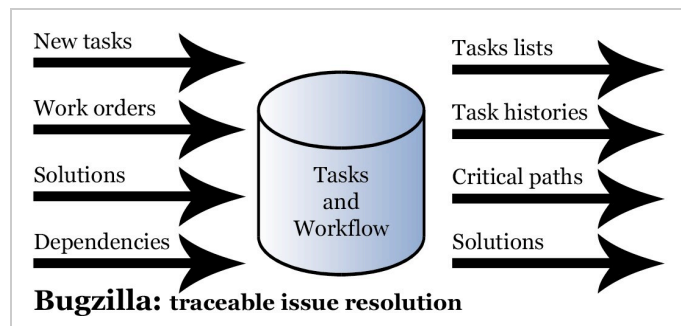 New tasks
Work orders
Solutions
Dependencies
Tasks
and
Workflow
Tasks lists
Task histories
Critical paths
Solutions
Bugzilla: traceable issue resolution